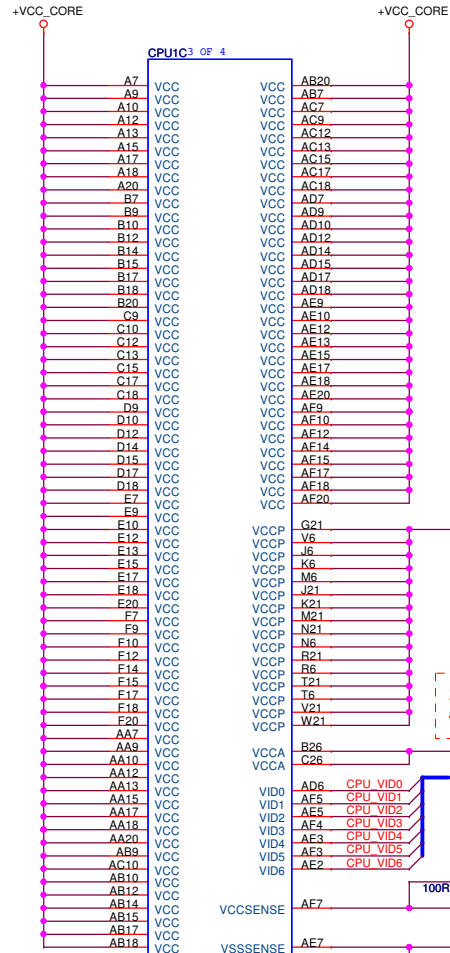 +VCC_CORE +VCC_CORE
CPU1C 3 OF 4
A7 VCC VCC AB20
A9 VCC VCC AB7
A10 VCC VCC AC7
A12 VCC VCC AC9
A13 VCC VCC AC12
A15 VCC VCC AC13
A17 VCC VCC AC15
A18 VCC VCC AC17
A20 VCC VCC AC18
B7 VCC VCC AD7
B9 VCC VCC AD9
B10 VCC VCC AD10
B12 VCC VCC AD12
B14 VCC VCC AD14
B15 VCC VCC AD15
B17 VCC VCC AD17
B18 VCC VCC AD18
B20 VCC VCC AE9
C9 VCC VCC AE10
C10 VCC VCC AE12
C12 VCC VCC AE13
C13 VCC VCC AE15
C15 VCC VCC AE17
C17 VCC VCC AE18
C18 VCC VCC AE20
D9 VCC VCC AF9
D10 VCC VCC AF10
D12 VCC VCC AF12
D14 VCC VCC AF14
D15 VCC VCC AF15
D17 VCC VCC AF17
D18 VCC VCC AF18
E7 VCC VCC AF20
E9 VCC
E10 VCC VCCP G21
E12 VCC VCCP V6
E13 VCC VCCP J6
E15 VCC VCCP K6
E17 VCC VCCP M6
E18 VCC VCCP J21
E20 VCC VCCP K21
F7 VCC VCCP M21
F9 VCC VCCP N21
F10 VCC VCCP N6
F12 VCC VCCP R21
F14 VCC VCCP R6
F15 VCC VCCP T21
F17 VCC VCCP T6
F18 VCC VCCP V21
F20 VCC VCCP W21
AA7 VCC
AA9 VCC VCCA B26
AA10 VCC VCCA C26
AA12 VCC
AA13 VCC VID0 AD6 CPU_VID0
AA15 VCC VID1 AF5 CPU_VID1
AA17 VCC VID2 AE5 CPU_VID2
AA18 VCC VID3 AF4 CPU_VID3
AA20 VCC VID4 AE3 CPU_VID4
AB9 VCC VID5 AF3 CPU_VID5
AC10 VCC VID6 AE2 CPU_VID6
AB10 VCC 100R
AB12 VCC
AB14 VCC VCCSENSE AF7
AB15 VCC
AB17 VCC
AB18 VCC VSSSENSE AE7